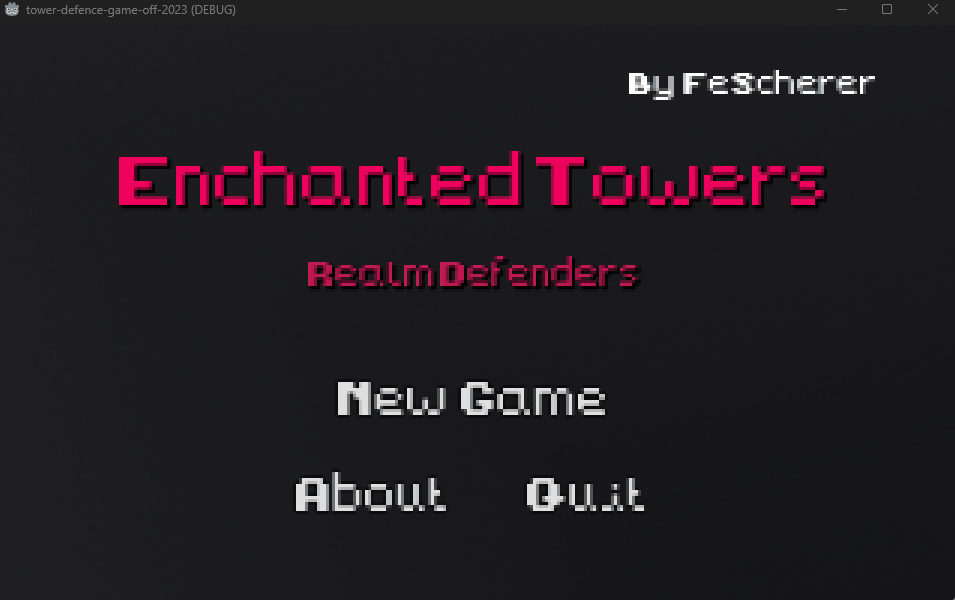 tower-defence-game-off-2023 (DEBUG)
By FeScherer
Enchanted Towers
Realm Defenders
New Game
About Quit